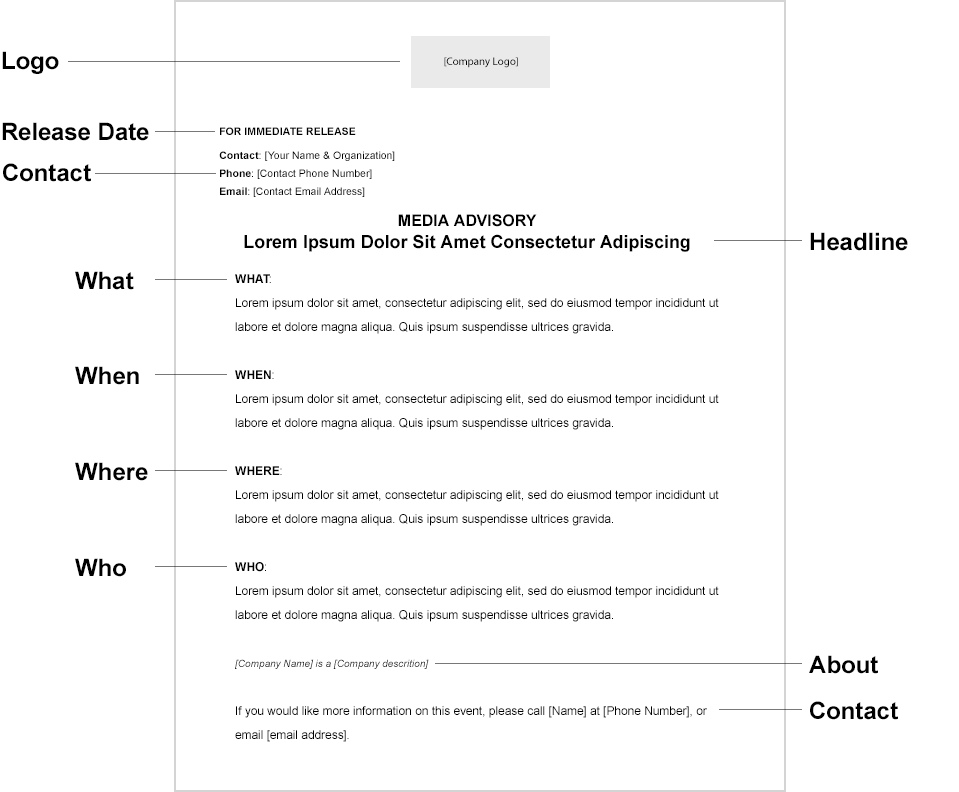 Logo
[Company Logo]
Release Date
FOR IMMEDIATE RELEASE
Contact: [Your Name & Organization]
Contact
Phone: [Contact Phone Number]
Email: [Contact Email Address]
MEDIA ADVISORY
Lorem Ipsum Dolor Sit Amet Consectetur Adipiscing
Headline
What
WHAT:
Lorem ipsum dolor sit amet, consectetur adipiscing elit, sed do eiusmod tempor incididunt ut
labore et dolore magna aliqua. Quis ipsum suspendisse ultrices gravida.
When
WHEN:
Lorem ipsum dolor sit amet, consectetur adipiscing elit, sed do eiusmod tempor incididunt ut
labore et dolore magna aliqua. Quis ipsum suspendisse ultrices gravida.
Where
WHERE:
Lorem ipsum dolor sit amet, consectetur adipiscing elit, sed do eiusmod tempor incididunt ut
labore et dolore magna aliqua. Quis ipsum suspendisse ultrices gravida.
Who
WHO:
Lorem ipsum dolor sit amet, consectetur adipiscing elit, sed do eiusmod tempor incididunt ut
labore et dolore magna aliqua. Quis ipsum suspendisse ultrices gravida.
[Company Name] is a [Company descrition]
About
If you would like more information on this event, please call [Name] at [Phone Number], or
email [email address].
Contact